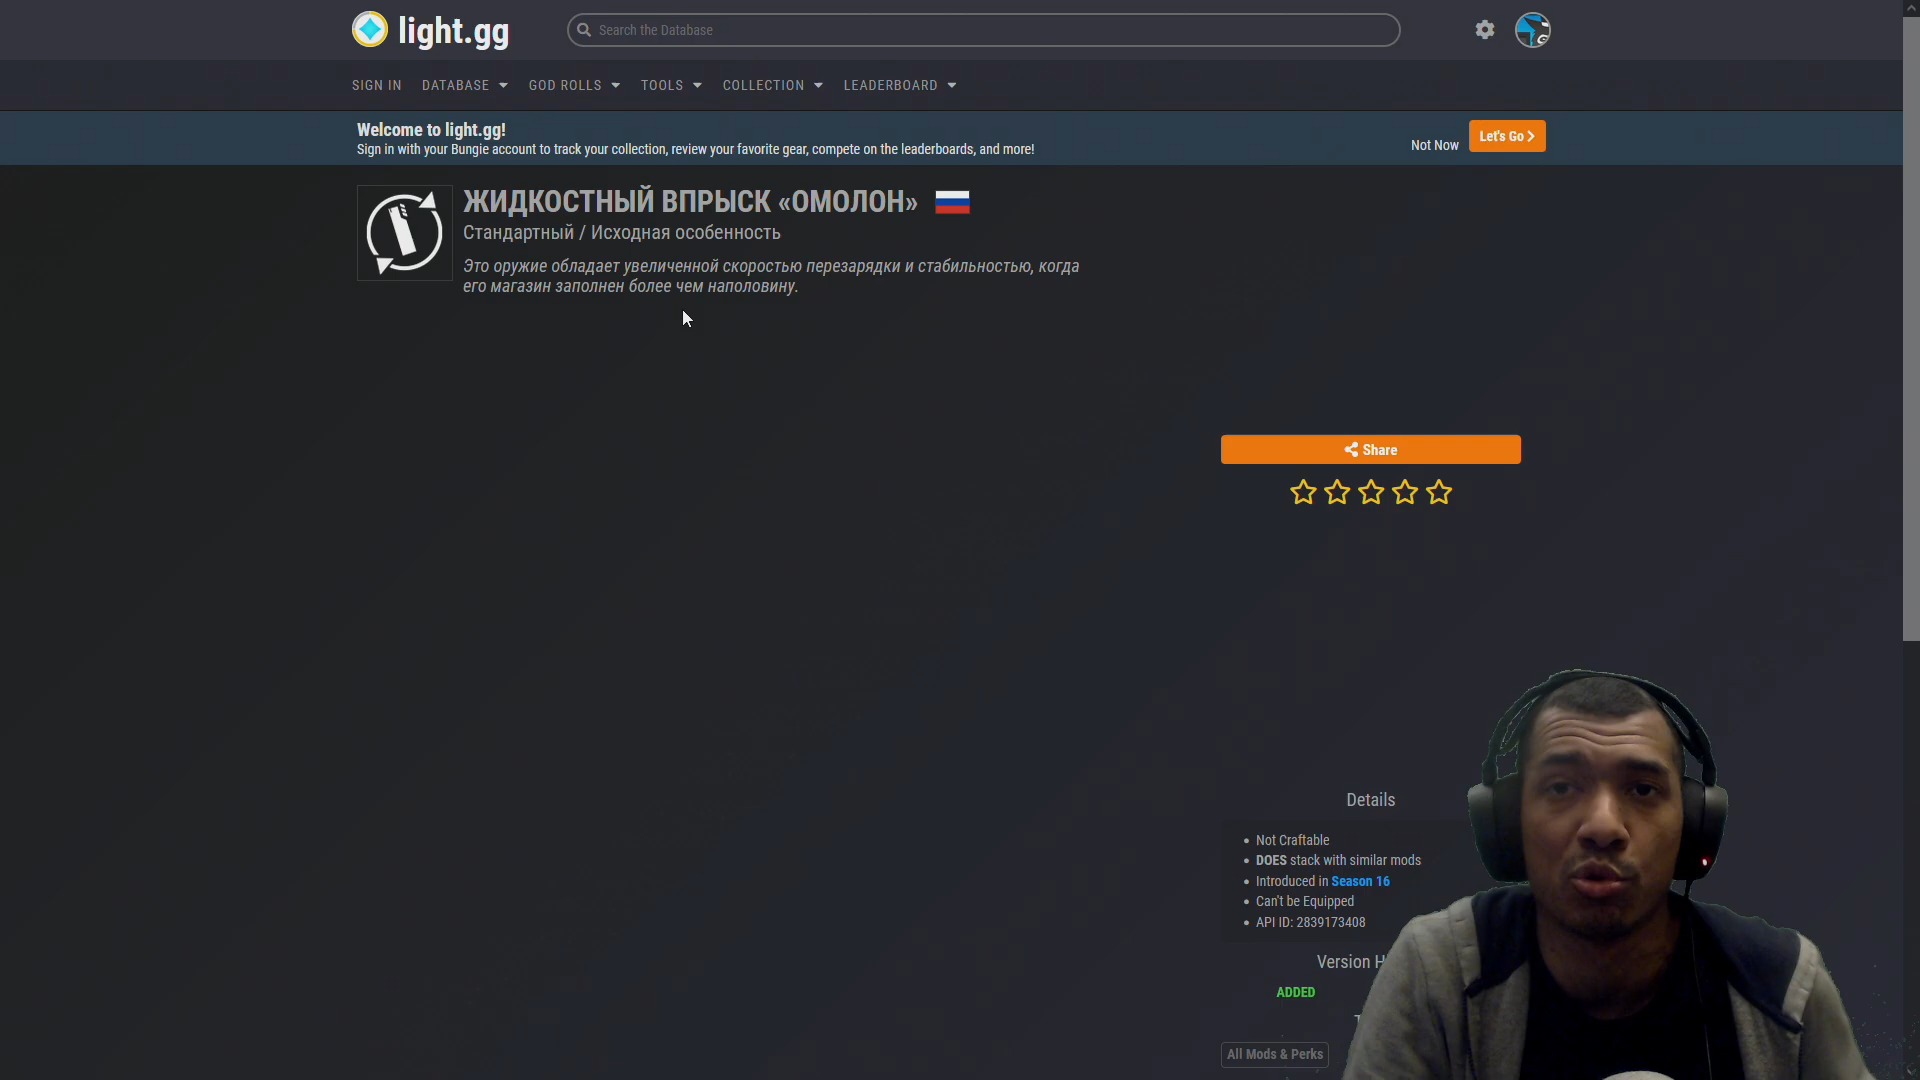 light.gg
Search the Database
SIGN IN DATABASE GOD ROLLS TOOLS COLLECTION LEADERBOARD
Welcome to light.gg!
Sign in with your Bungie account to track your collection, review your favorite gear, compete on the leaderboards, and more!
Not Now
Let's Go
ЖИДКОСТНЫЙ ВПРЫСК «ОМОЛОН»
Стандартный / Исходная особенность
Это оружие обладает увеличенной скоростью перезарядки и стабильностью, когда
его магазин заполнен более чем наполовину.
Share
Details
Not Craftable
DOES stack with similar mods
Introduced in Season 16
Can't be Equipped
API ID: 2839173408
Version
ADDED
All Mods & Perks